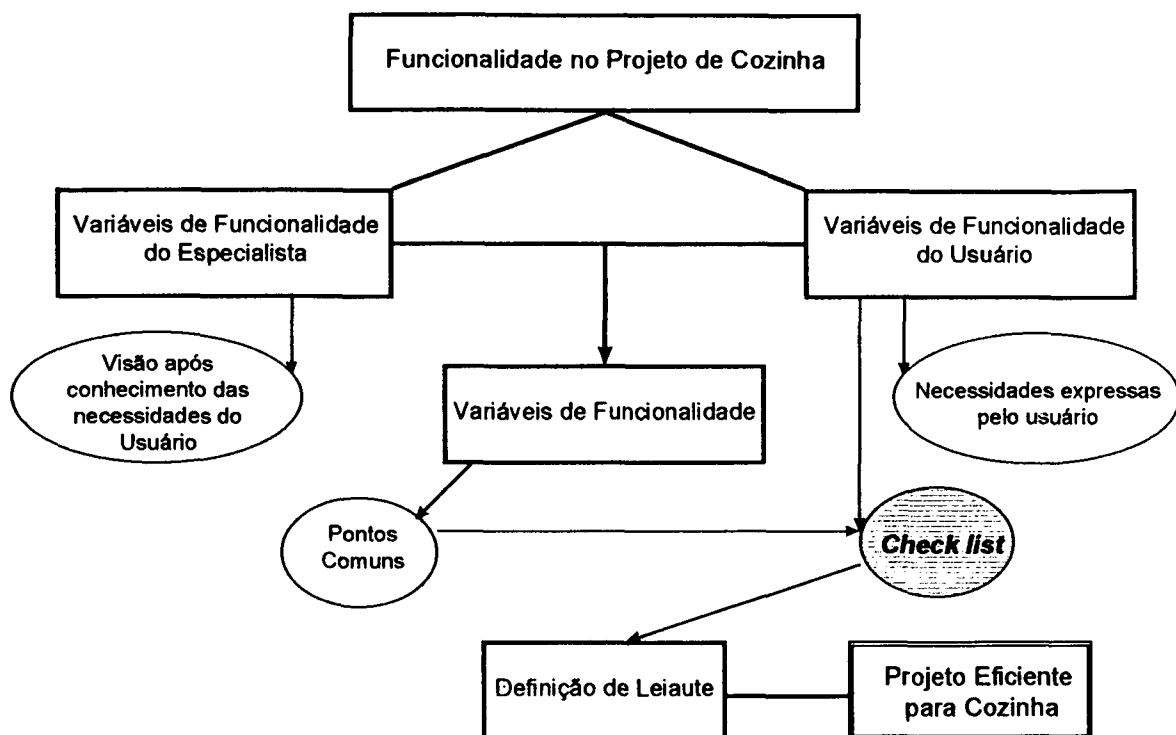 Funcionalidade no Projeto de Cozinha
Variáveis de Funcionalidade
do Especialista
Variáveis de Funcionalidade
do Usuário
Visão após
conhecimento das
necessidades do
Usuário
Variáveis de Funcionalidade
Necessidades expressas
pelo usuário
Pontos
Comuns
Check list
Definição de Leiaute
Projeto Eficiente
para Cozinha